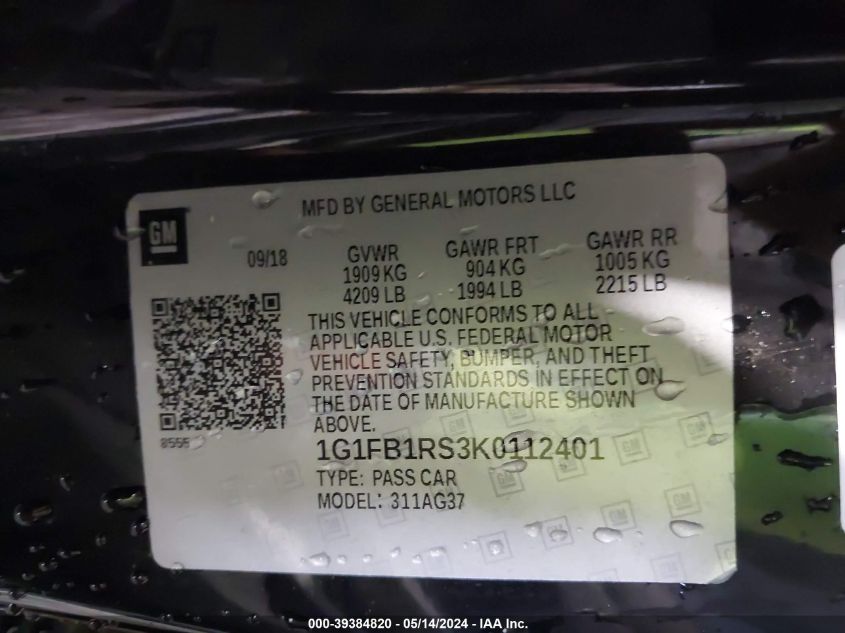 MFD BY GENERAL MOTORS LLC
GM
09/18
GVWR GAWR FRT GAWR RR
1909 KG 904 KG 1005 KG
4209 LB 1994 LB 2215 LB
THIS VEHICLE CONFORMS TO ALL
APPLICABLE U.S. FEDERAL MOTOR
VEHICLE SAFETY, BUMPER, AND THEFT
PREVENTION STANDARDS IN EFFECT ON
THE DATE OF MANUFACTURE SHOWN
ABOVE.
1G1FB1RS3K0112401
TYPE: PASS CAR
MODEL: 311AG37
000-39384820 - 05/14/2024 - IAA Inc.